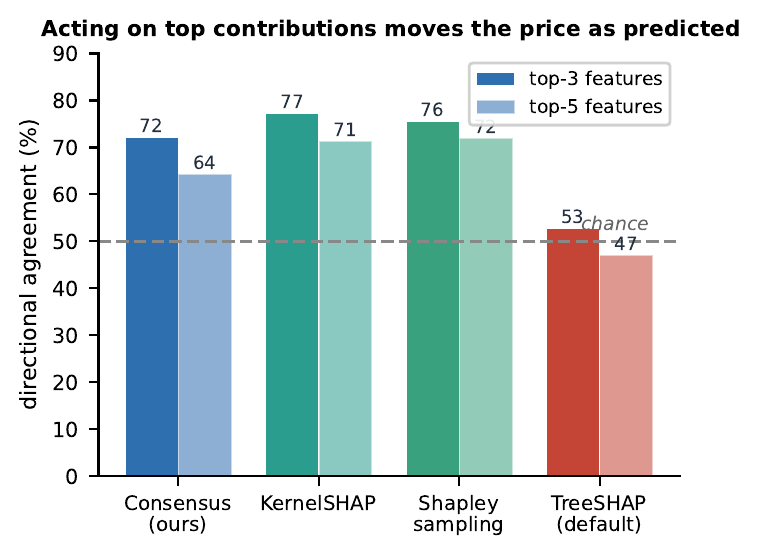 Acting on top contributions moves the price as predicted
directional agreement (%)
90
80
70
60
50
40
30
20
10
0
top-3 features
top-5 features
72
64
77
71
76
72
53
47
chance
Consensus
(ours)
KernelSHAP
Shapley
sampling
TreeSHAP
(default)